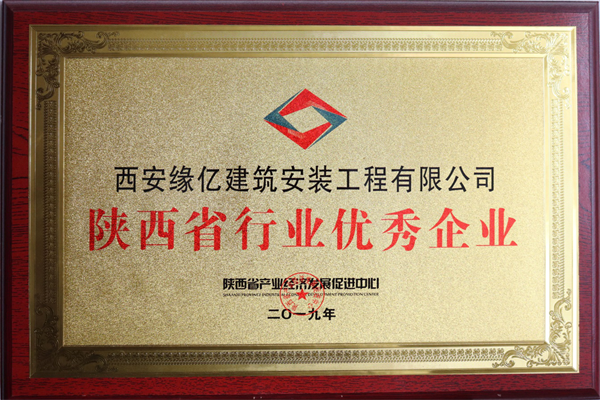 西安缘亿建筑安装工程有限公司
陕西省行业优秀企业
陕西省产业经济发展促进中心
二〇一九年